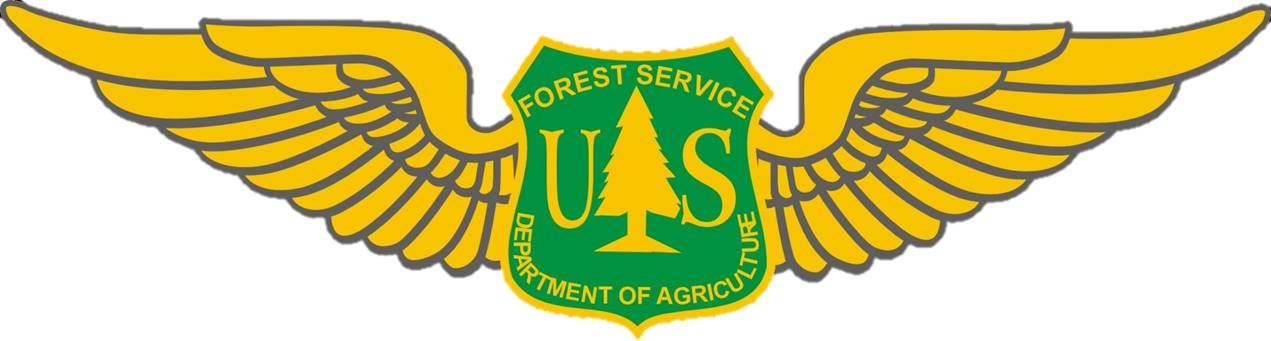 FOREST SERVICE
U S
DEPARTMENT OF AGRICULTURE